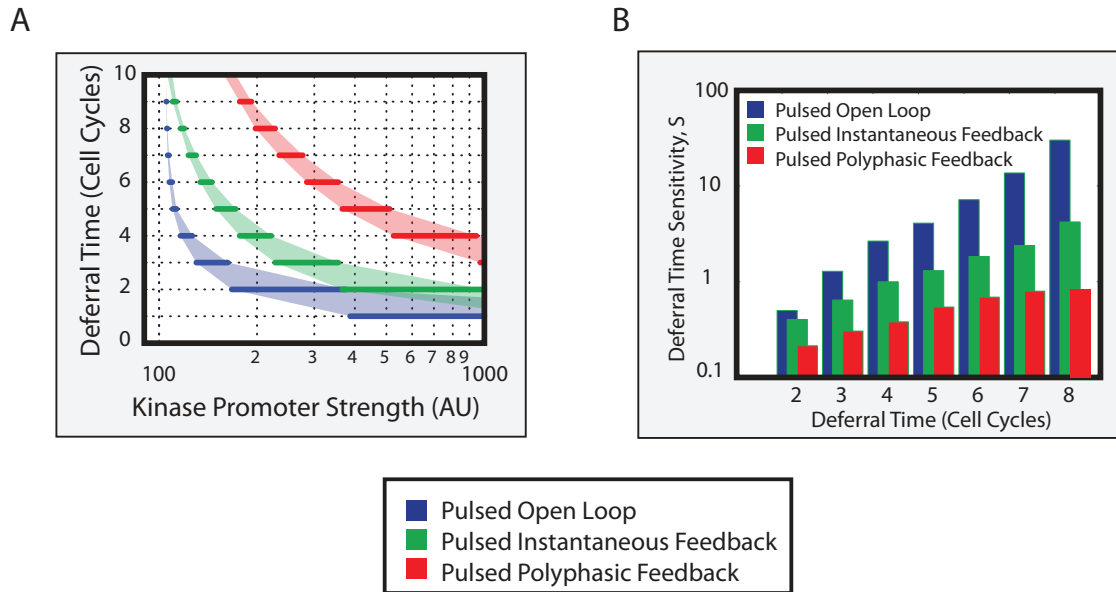 A
B
Deferral Time (Cell Cycles)
10
8
6
4
2
0
2 3 4 5 6 7 8 9
100 1000
Kinase Promoter Strength (AU)
Deferral Time Sensitivity, S
100
10
1
0.1
Pulsed Open Loop
Pulsed Instantaneous Feedback
Pulsed Polyphasic Feedback
2 3 4 5 6 7 8
Deferral Time (Cell Cycles)
Pulsed Open Loop
Pulsed Instantaneous Feedback
Pulsed Polyphasic Feedback